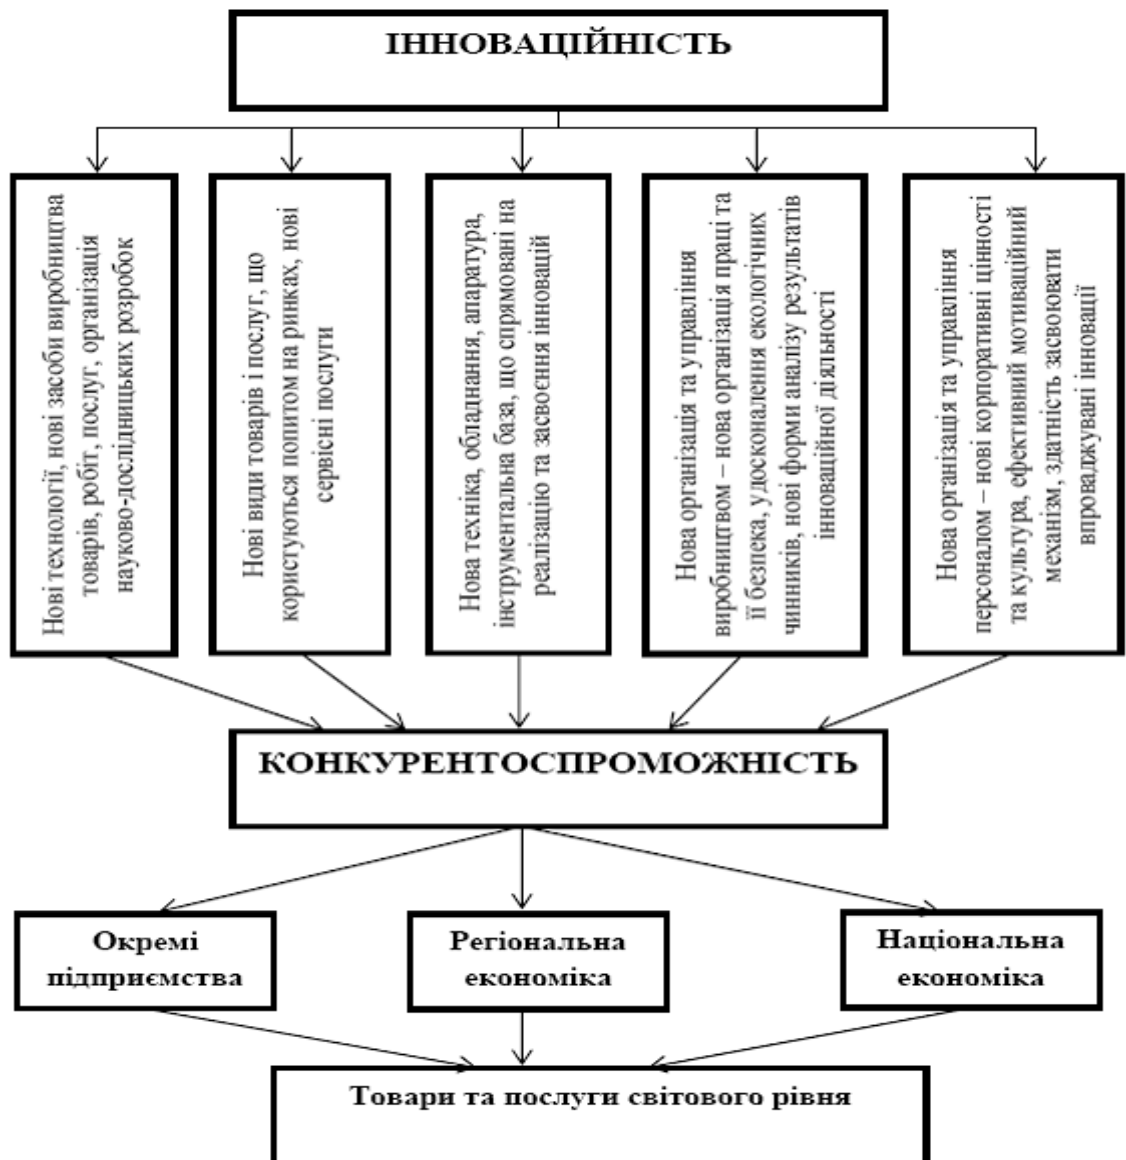 ІННОВАЦІЙНІСТЬ
Нові технології, нові засоби виробництва
товарів, робіт, послуг, організація
науково-дослідницьких розробок
Нові види товарів і послуг, що
користуються попитом на ринках, нові
сервісні послуги
Нова техніка, обладнання, апаратура,
інструментальна база, що спрямовані на
реалізацію та засвоєння інновацій
Нова організація та управління
виробництвом – нова організація праці та
її безпека, удосконалення екологічних
чинників, нові форми аналізу результатів
інноваційної діяльності
Нова організація та управління
персоналом – нові корпоративні цінності
та культура, ефективний мотиваційний
механізм, здатність засвоювати
впроваджувані інновації
КОНКУРЕНТОСПРОМОЖНІСТЬ
Окремі
підприємства
Регіональна
економіка
Національна
економіка
Товари та послуги світового рівня